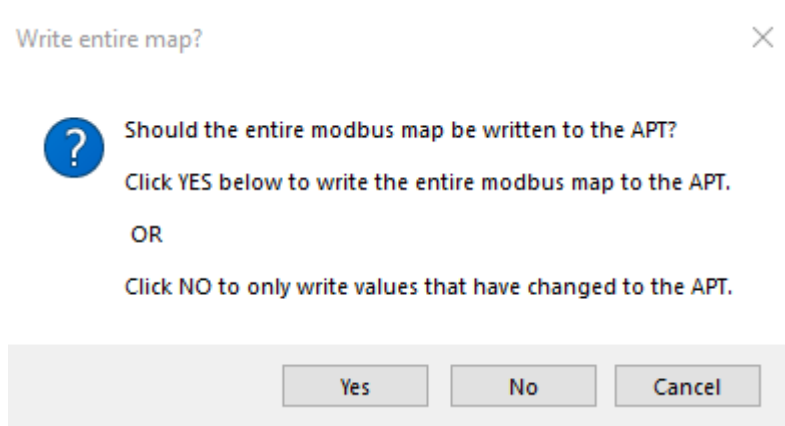 Write entire map?
Should the entire modbus map be written to the APT?
Click YES below to write the entire modbus map to the APT.
OR
Click NO to only write values that have changed to the APT.
Yes No Cancel